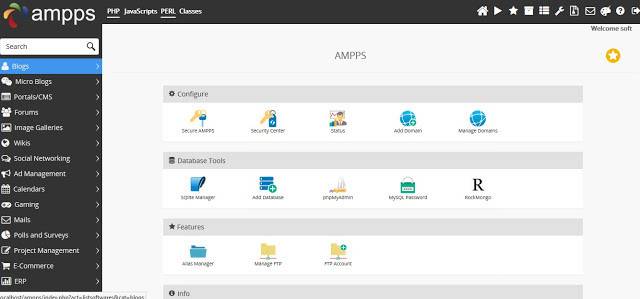 ampps
PHP JavaScripts PERL Classes
Welcome soft
Search
AMPPS
Blogs
Micro Blogs
Portals/CMS
Forums
Image Galleries
Wikis
Social Networking
Ad Management
Calendars
Gaming
Mails
Polls and Surveys
Project Management
E-Commerce
ERP
Configure
Secure AMPPS
Security Center
Status
Add Domain
Manage Domains
Database Tools
SQlite Manager
Add Database
phpMyAdmin
MySQL Password
R
RockMongo
Features
Alias Manager
Manage FTP
FTP Account
Info
localhost/ampps/index.php?act=listsoftwares&cat=blogs